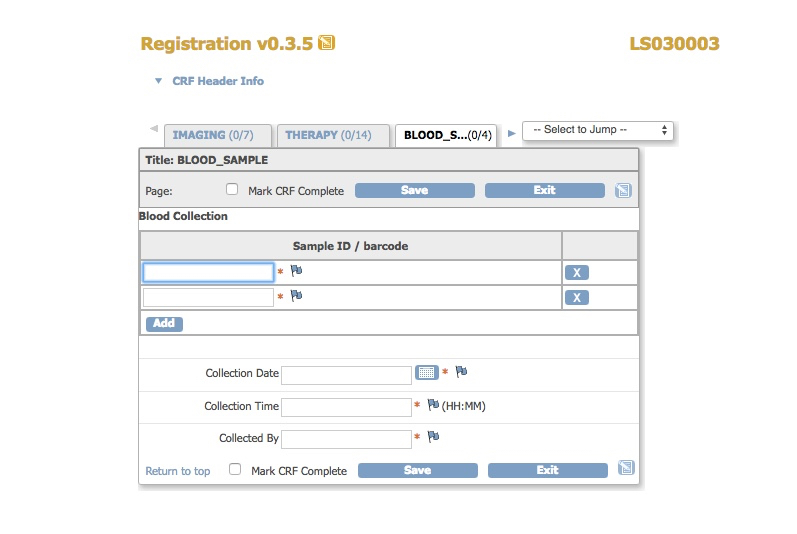 Registration v0.3.5 LS030003
CRF Header Info
IMAGING (0/7) THERAPY (0/14) BLOOD_S...(0/4) -- Select to Jump --
Title: BLOOD_SAMPLE
Page: Mark CRF Complete Save Exit
Blood Collection
Sample ID / barcode
* X
* X
Add
Collection Date *
Collection Time * (HH:MM)
Collected By *
Return to top Mark CRF Complete Save Exit